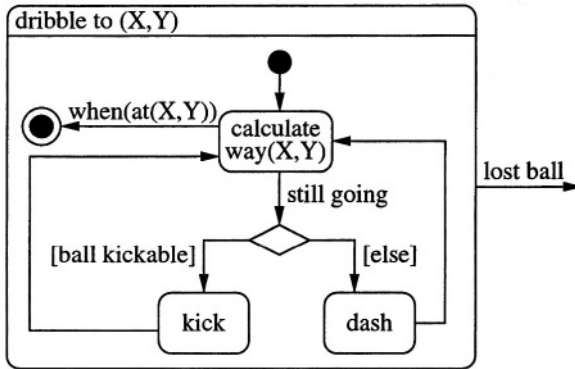 dribble to (X,Y)
when(at(X,Y))
calculate
way(X,Y)
lost ball
still going
[ball kickable]
[else]
kick
dash